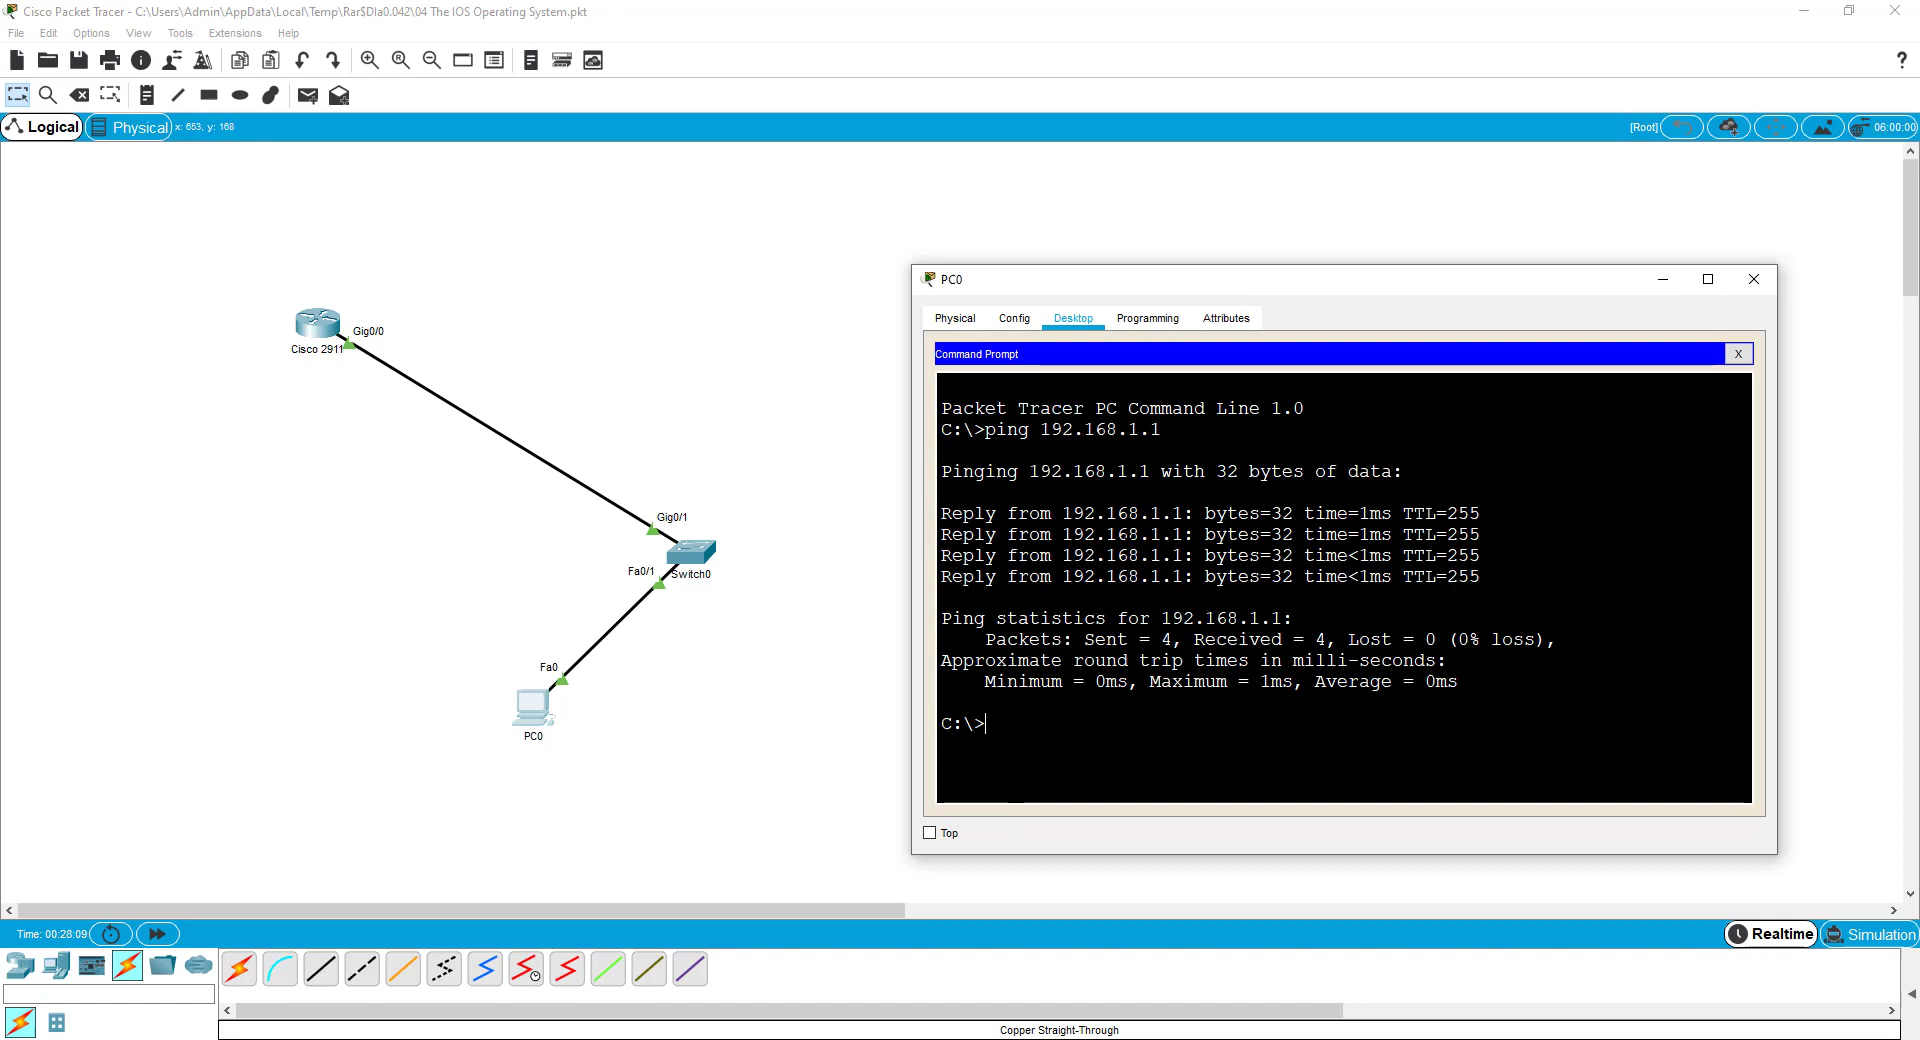 Cisco Packet Tracer - C:\Users\Admin\AppData\Local\Temp\Rar$DIa0.042\04 The IOS Operating System.pkt
File Edit Options View Tools Extensions Help
Logical Physical x: 653, y: 168 [Root] 06:00:00
Gig0/0
Cisco 2911
Gig0/1
Fa0/1
Switch0
Fa0
PC0
PC0
Physical Config Desktop Programming Attributes
Command Prompt X
Packet Tracer PC Command Line 1.0
C:\>ping 192.168.1.1
Pinging 192.168.1.1 with 32 bytes of data:
Reply from 192.168.1.1: bytes=32 time=1ms TTL=255
Reply from 192.168.1.1: bytes=32 time=1ms TTL=255
Reply from 192.168.1.1: bytes=32 time<1ms TTL=255
Reply from 192.168.1.1: bytes=32 time<1ms TTL=255
Ping statistics for 192.168.1.1:
Packets: Sent = 4, Received = 4, Lost = 0 (0% loss),
Approximate round trip times in milli-seconds:
Minimum = 0ms, Maximum = 1ms, Average = 0ms
C:\>
Top
Time: 00:28:09 Realtime Simulation
Copper Straight-Through